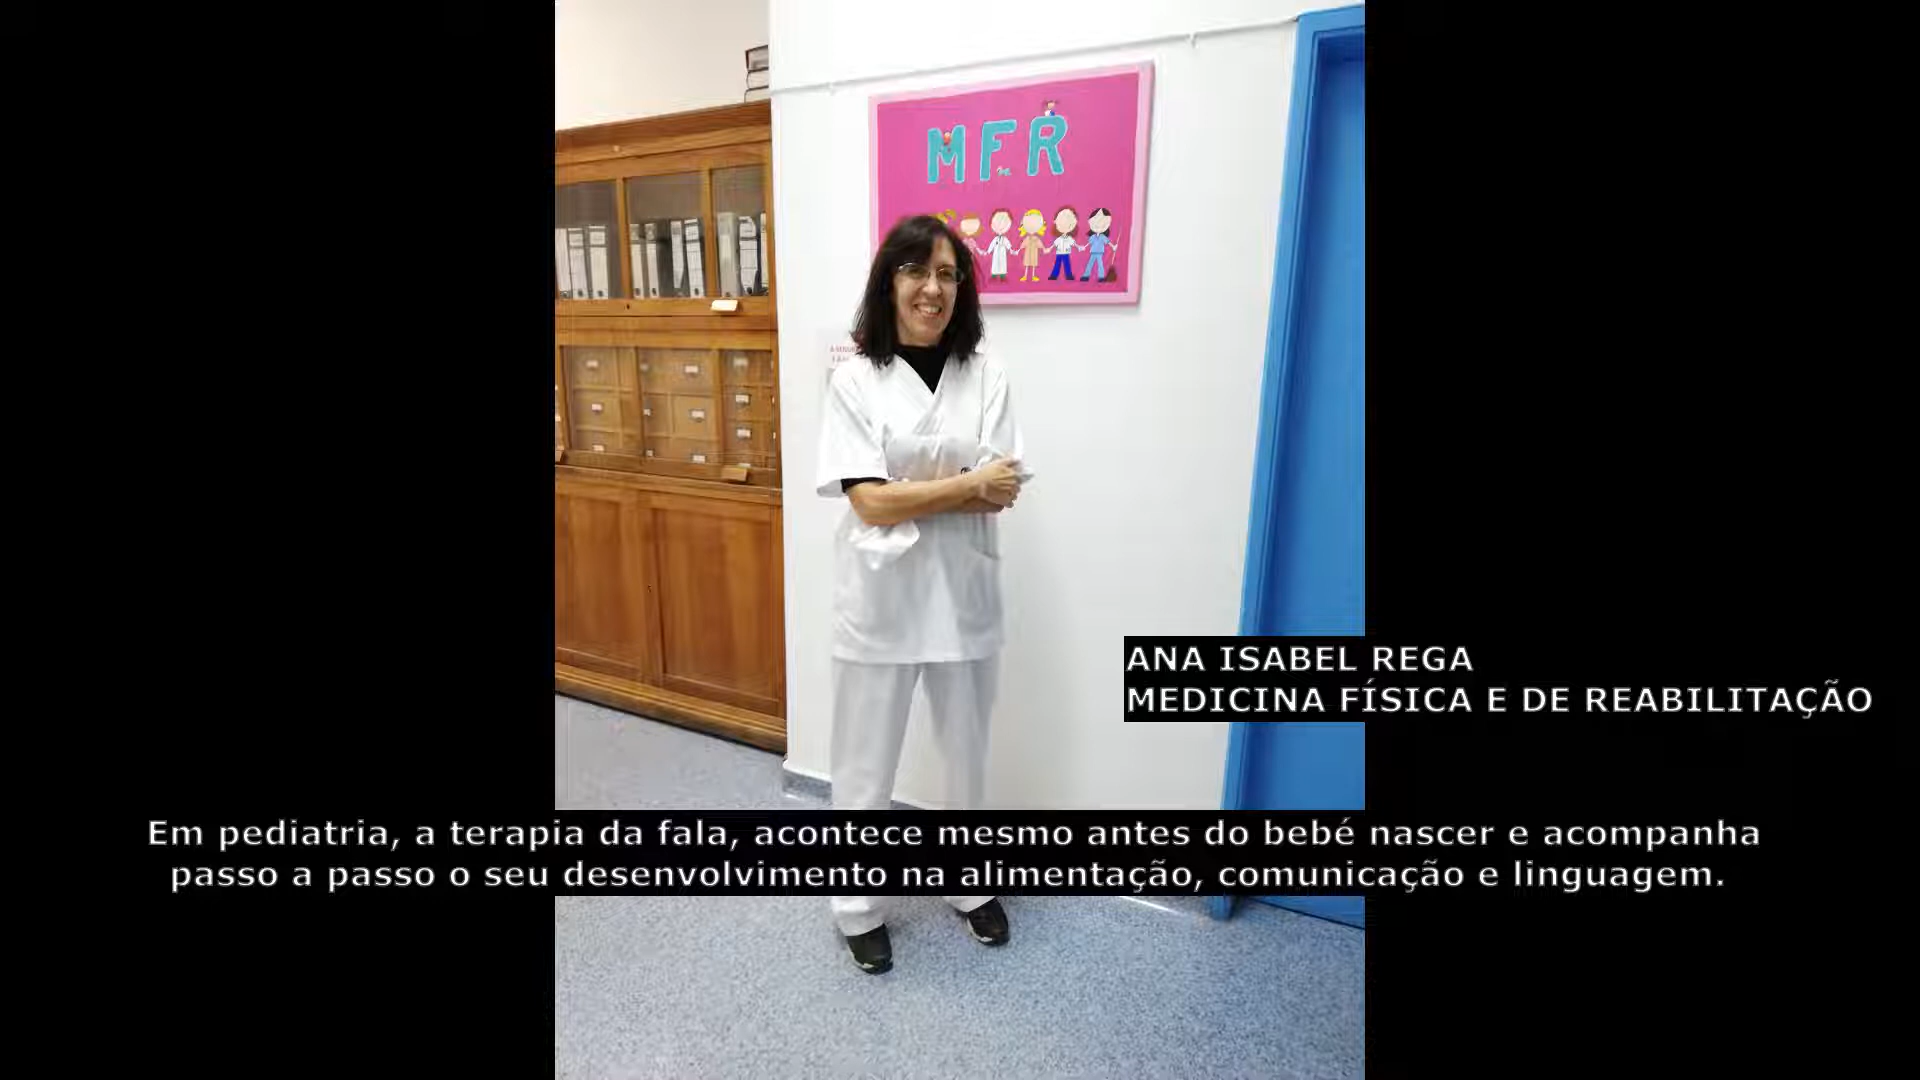 MFR
ANA ISABEL REGA
MEDICINA FÍSICA E DE REABILITAÇÃO
Em pediatria, a terapia da fala, acontece mesmo antes do bebé nascer e acompanha
passo a passo o seu desenvolvimento na alimentação, comunicação e linguagem.